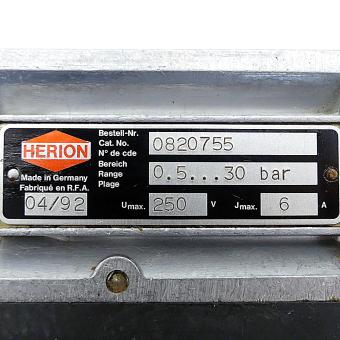 HERION
Made in Germany
Fabriqué en R.F.A.
Bestell-Nr.
Cat. No. 0820755
N° de cde
Bereich
Range 0.5...30 bar
Plage
04/92 Umax. 250 V Jmax. 6 A